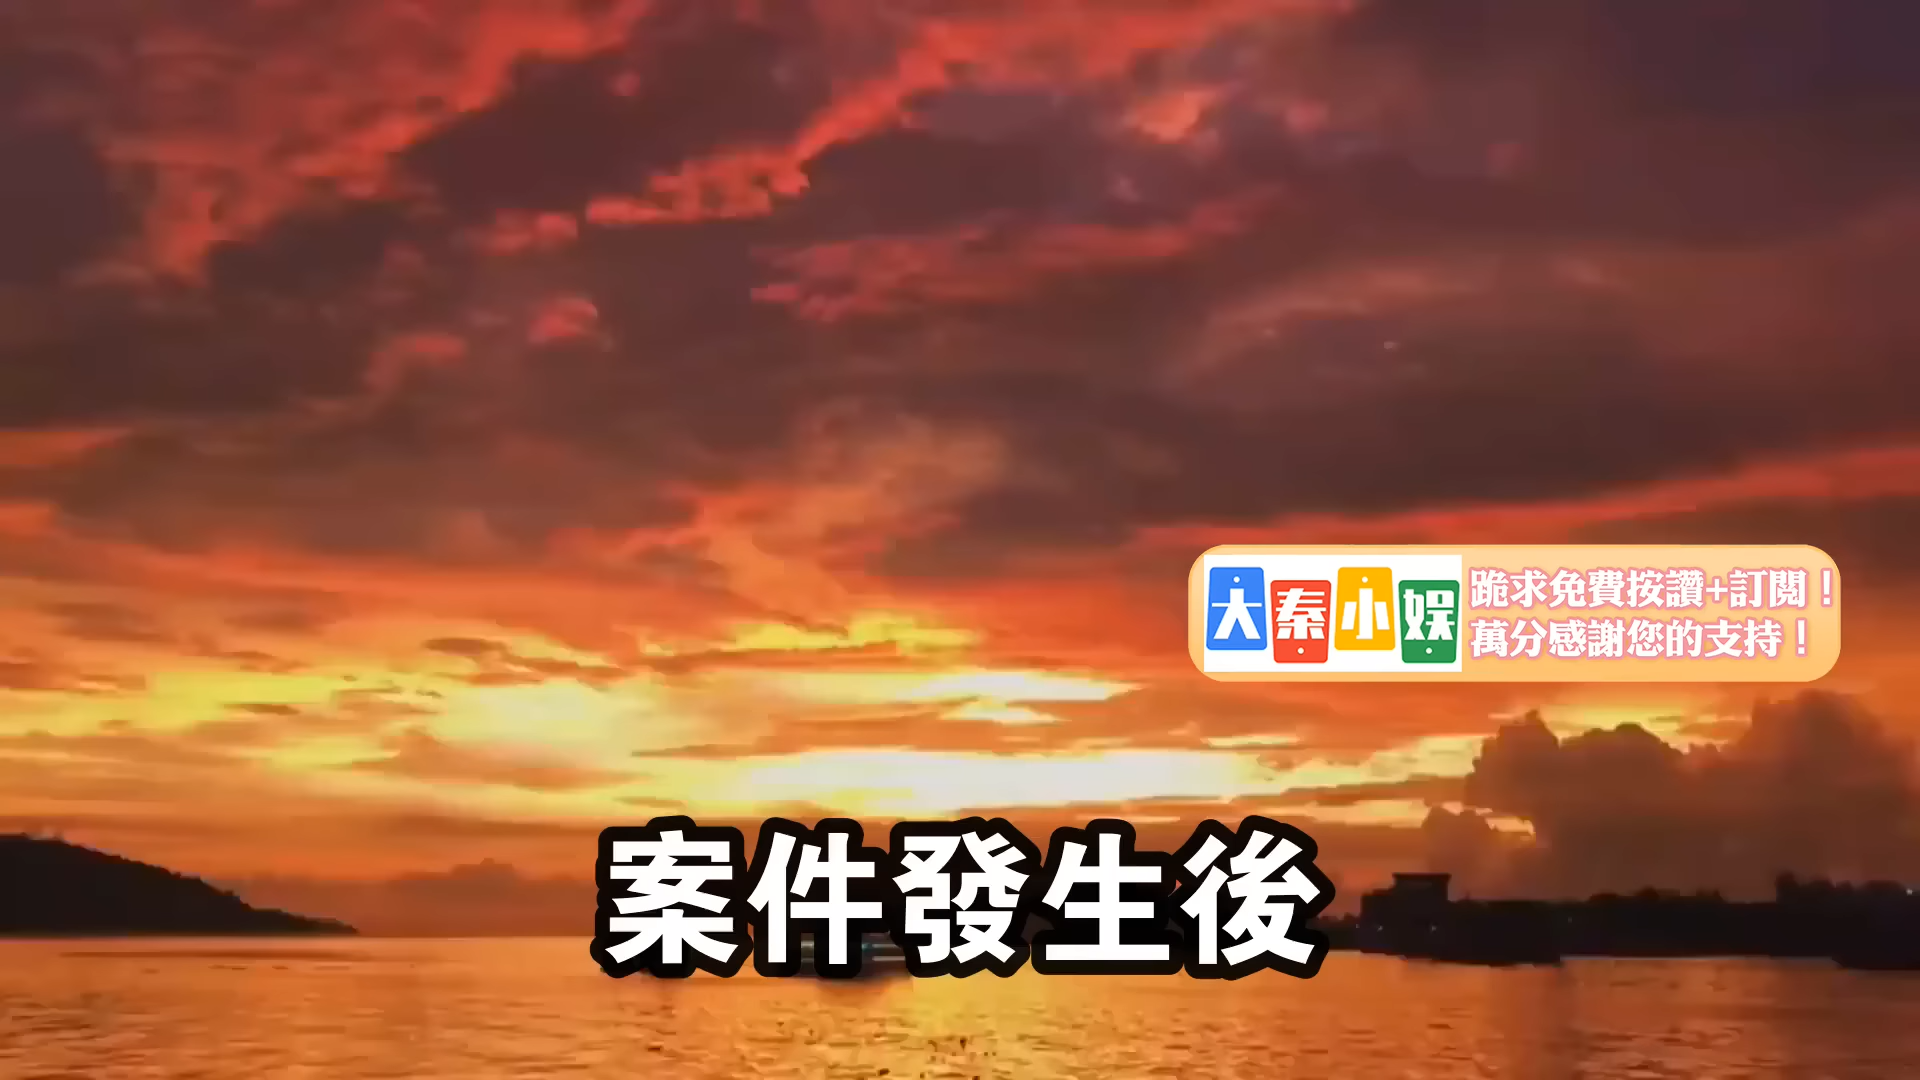 大秦小娱
跪求免費按讚+訂閱！
萬分感謝您的支持！
案件發生後